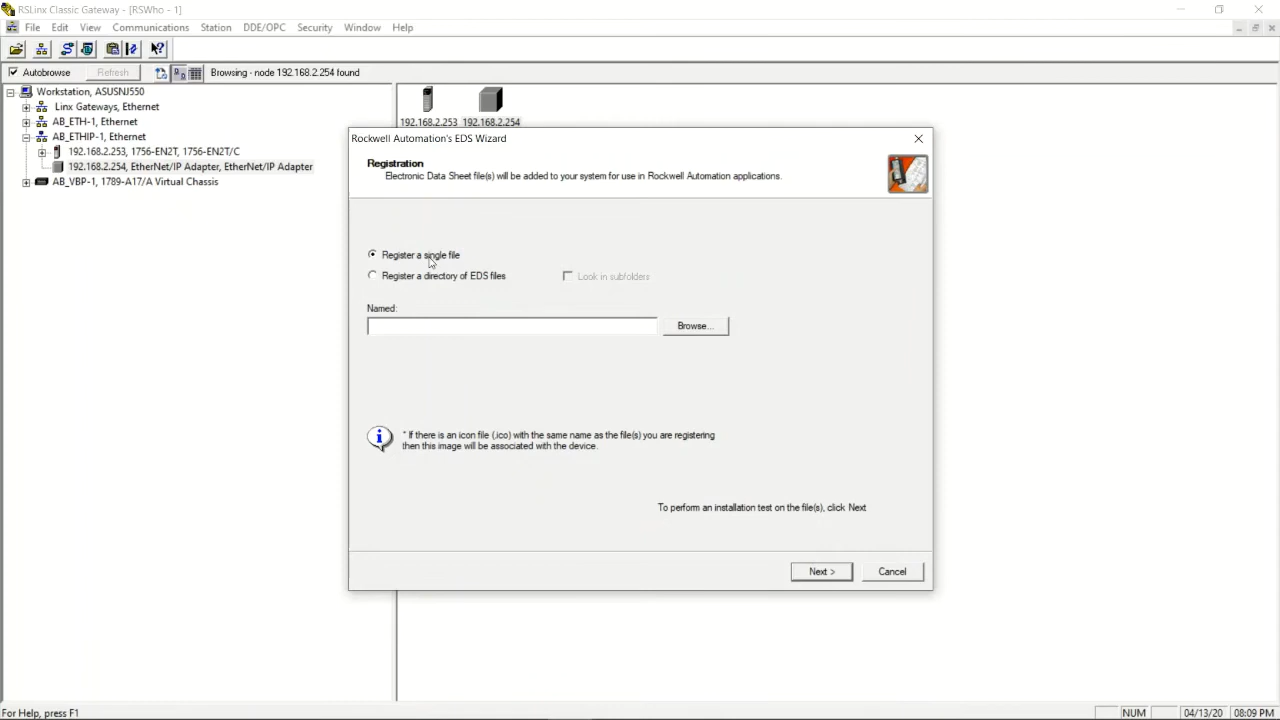 RSLinx Classic Gateway - [RSWho - 1]
File Edit View Communications Station DDE/OPC Security Window Help
Autobrowse Refresh Browsing - node 192.168.2.254 found
Workstation, ASUSNJ550
Linx Gateways, Ethernet
AB_ETH-1, Ethernet
AB_ETHIP-1, Ethernet
192.168.2.253, 1756-EN2T, 1756-EN2T/C
192.168.2.254, EtherNet/IP Adapter, EtherNet/IP Adapter
AB_VBP-1, 1789-A17/A Virtual Chassis
192.168.2.253 192.168.2.254
Rockwell Automation's EDS Wizard
Registration
Electronic Data Sheet file(s) will be added to your system for use in Rockwell Automation applications.
Register a single file
Register a directory of EDS files Look in subfolders
Named:
Browse...
* If there is an icon file (.ico) with the same name as the file(s) you are registering
then this image will be associated with the device.
To perform an installation test on the file(s), click Next
Next > Cancel
For Help, press F1 NUM 04/13/20 08:09 PM